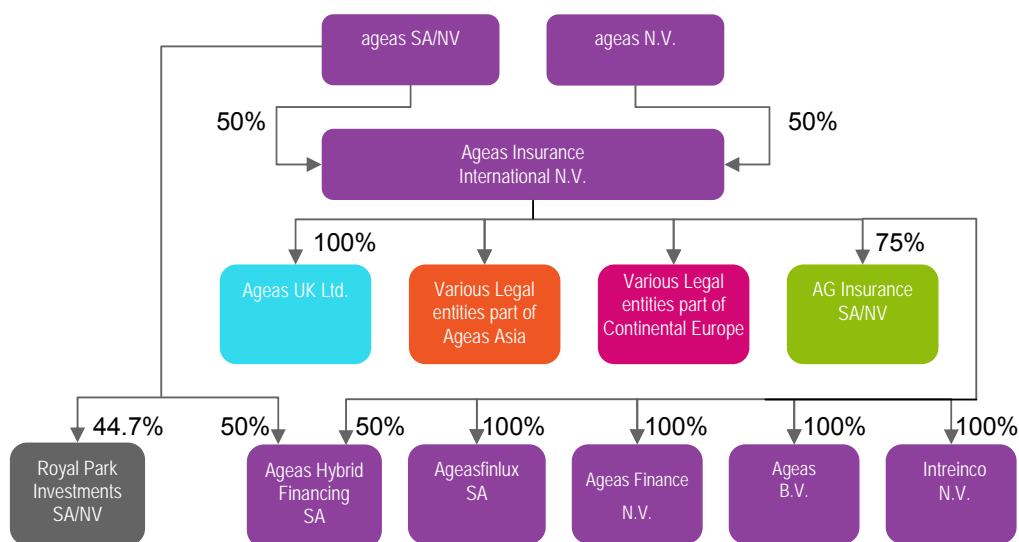 ageas SA/NV
ageas N.V.
50%
50%
Ageas Insurance
International N.V.
100%
75%
Ageas UK Ltd.
Various Legal
entities part of
Ageas Asia
Various Legal
entities part of
Continental Europe
AG Insurance
SA/NV
44.7%
50%
50%
100%
100%
100%
100%
Royal Park
Investments
SA/NV
Ageas Hybrid
Financing
SA
Ageasfinlux
SA
Ageas Finance
N.V.
Ageas
B.V.
Intreinco
N.V.